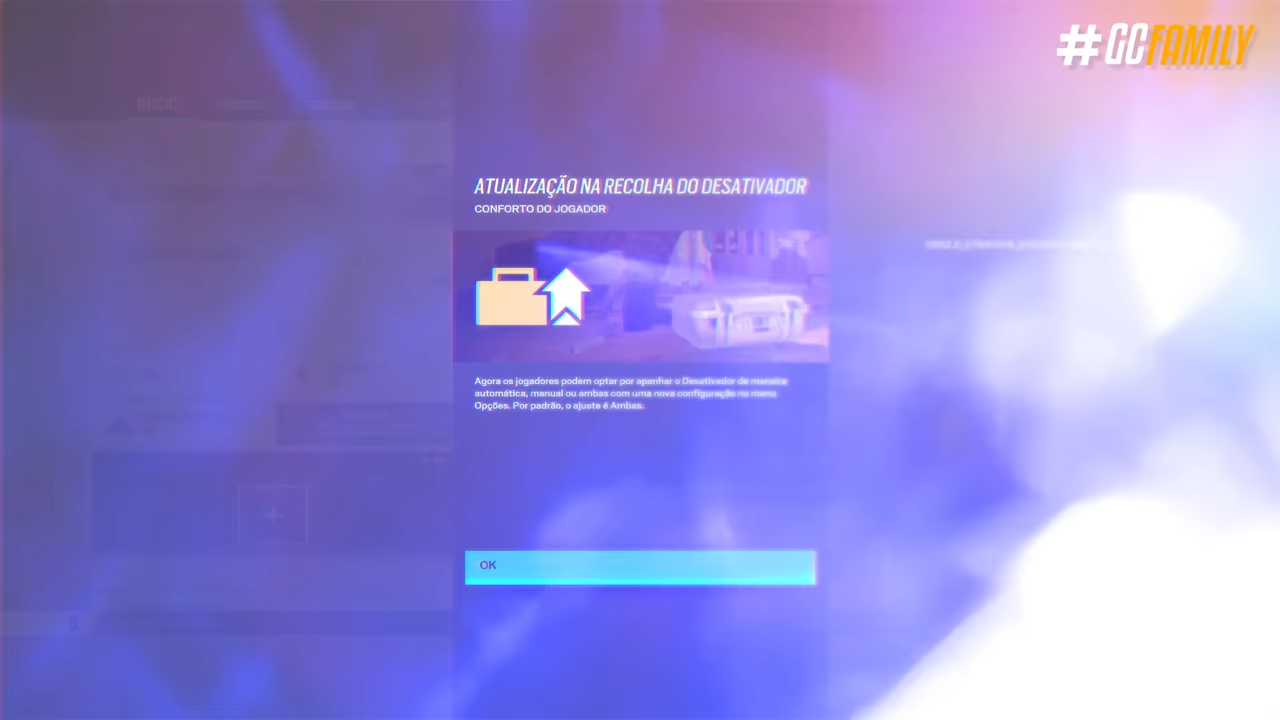 #GCFAMILY
ATUALIZAÇÃO NA RECOLHA DO DESATIVADOR
CONFORTO DO JOGADOR
Agora os jogadores podem optar por apanhar o Desativador de maneira
automática, manual ou ambas com uma nova configuração no menu
Opções. Por padrão, o ajuste é Ambas.
OK